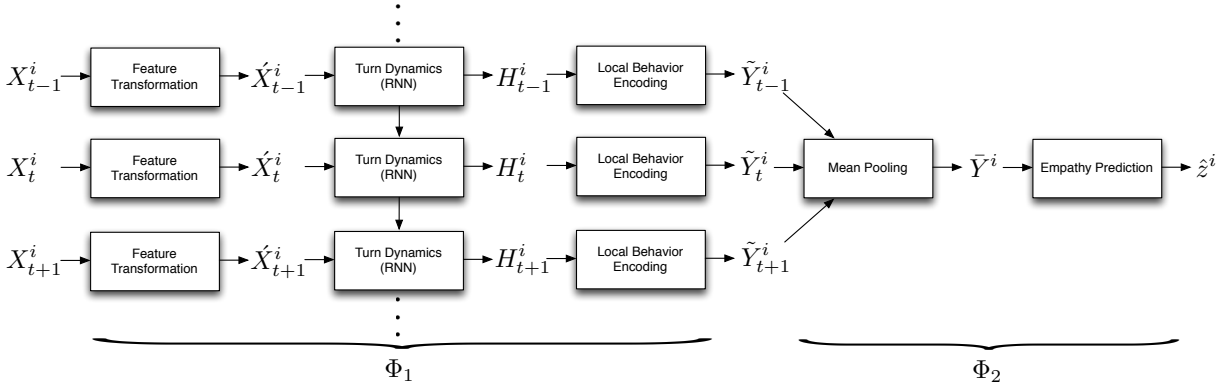 X^i_{t-1} Feature Transformation X́^i_{t-1} Turn Dynamics (RNN) H^i_{t-1} Local Behavior Encoding Ỹ^i_{t-1}
X^i_t Feature Transformation X́^i_t Turn Dynamics (RNN) H^i_t Local Behavior Encoding Ỹ^i_t Mean Pooling Ȳ^i Empathy Prediction ẑ^i
X^i_{t+1} Feature Transformation X́^i_{t+1} Turn Dynamics (RNN) H^i_{t+1} Local Behavior Encoding Ỹ^i_{t+1}
Φ_1 Φ_2